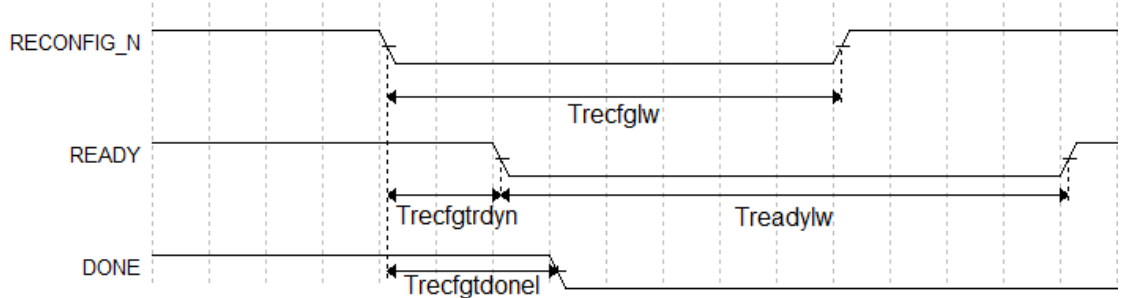 RECONFIG_N
Trecfglw
READY
Trecfgtrdyn
Treadylw
DONE
Trecfgtdonel